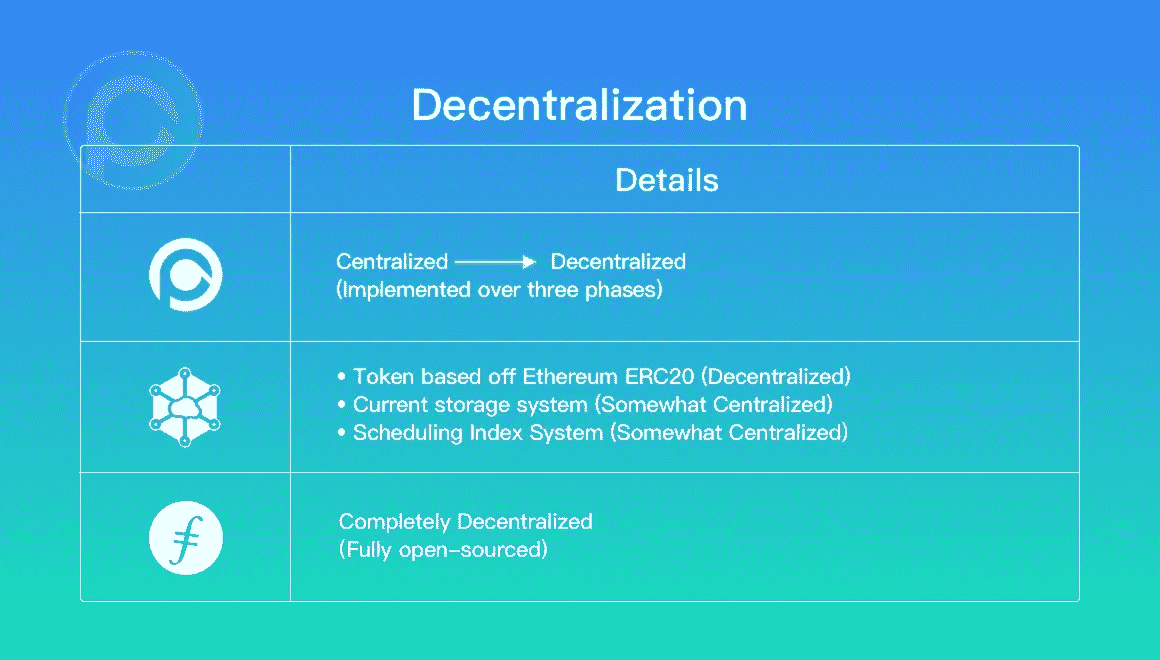 Decentralization
Details
Centralized → Decentralized
(Implemented over three phases)
• Token based off Ethereum ERC20 (Decentralized)
• Current storage system (Somewhat Centralized)
• Scheduling Index System (Somewhat Centralized)
Completely Decentralized
(Fully open-sourced)